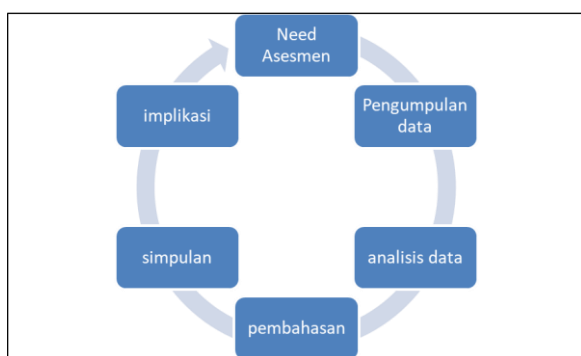 Need
Asesmen
Pengumpulan
data
analisis data
pembahasan
simpulan
implikasi